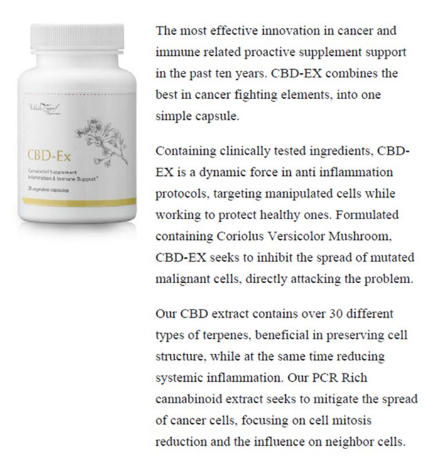 CBD-Ex
Cannabinoid Supplement
Inflammation & Immune Support
The most effective innovation in cancer and
immune related proactive supplement support
in the past ten years. CBD-EX combines the
best in cancer fighting elements, into one
simple capsule.
Containing clinically tested ingredients, CBD-
EX is a dynamic force in anti inflammation
protocols, targeting manipulated cells while
working to protect healthy ones. Formulated
containing Coriolus Versicolor Mushroom,
CBD-EX seeks to inhibit the spread of mutated
malignant cells, directly attacking the problem.
Our CBD extract contains over 30 different
types of terpenes, beneficial in preserving cell
structure, while at the same time reducing
systemic inflammation. Our PCR Rich
cannabinoid extract seeks to mitigate the spread
of cancer cells, focusing on cell mitosis
reduction and the influence on neighbor cells.